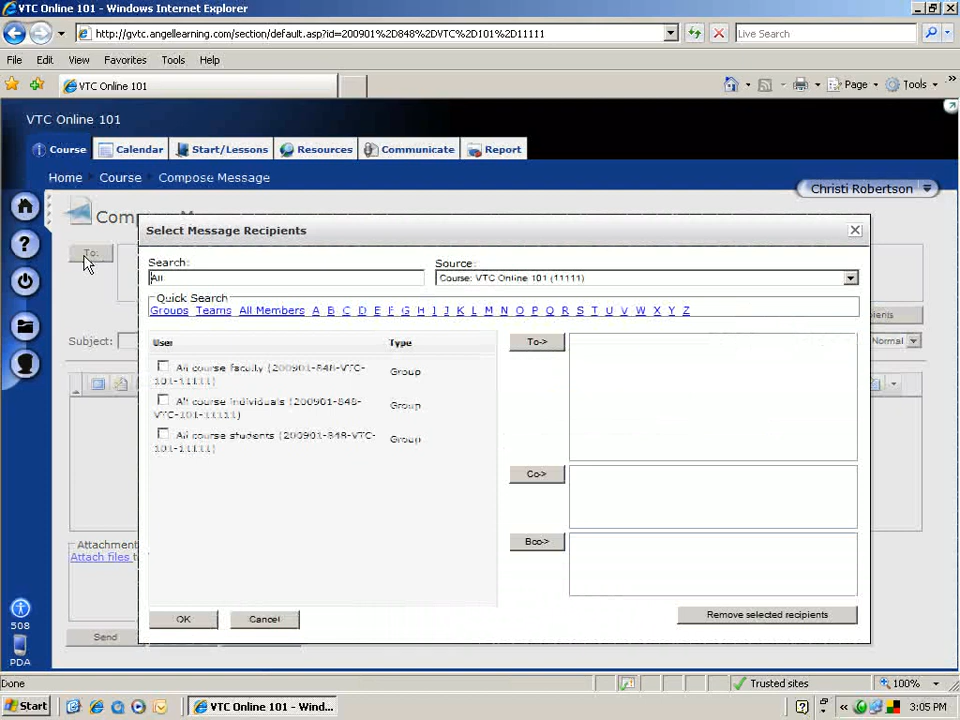 VTC Online 101 - Windows Internet Explorer
http://gvtc.angellearning.com/section/default.asp?id=200901%2D848%2DVTC%2D101%2D11111
Live Search
File Edit View Favorites Tools Help
VTC Online 101
Page Tools
VTC Online 101
Course Calendar Start/Lessons Resources Communicate Report
Home Course Compose Message
Christi Robertson
Select Message Recipients
To:
Search: Source:
All Course: VTC Online 101 (11111)
Quick Search
Groups Teams All Members A B C D E F G H I J K L M N O P Q R S T U V W X Y Z
Subject: Normal
User Type To->
All course faculty (200901-848-VTC-
101-11111) Group
All course individuals (200901-848-
VTC-101-11111) Group
All course students (200901-848-VTC-
101-11111) Group
Cc->
Bcc->
Attachment
Attach files
OK Cancel Remove selected recipients
508
Send
PDA
Done Trusted sites 100%
Start VTC Online 101 - Wind... 3:05 PM